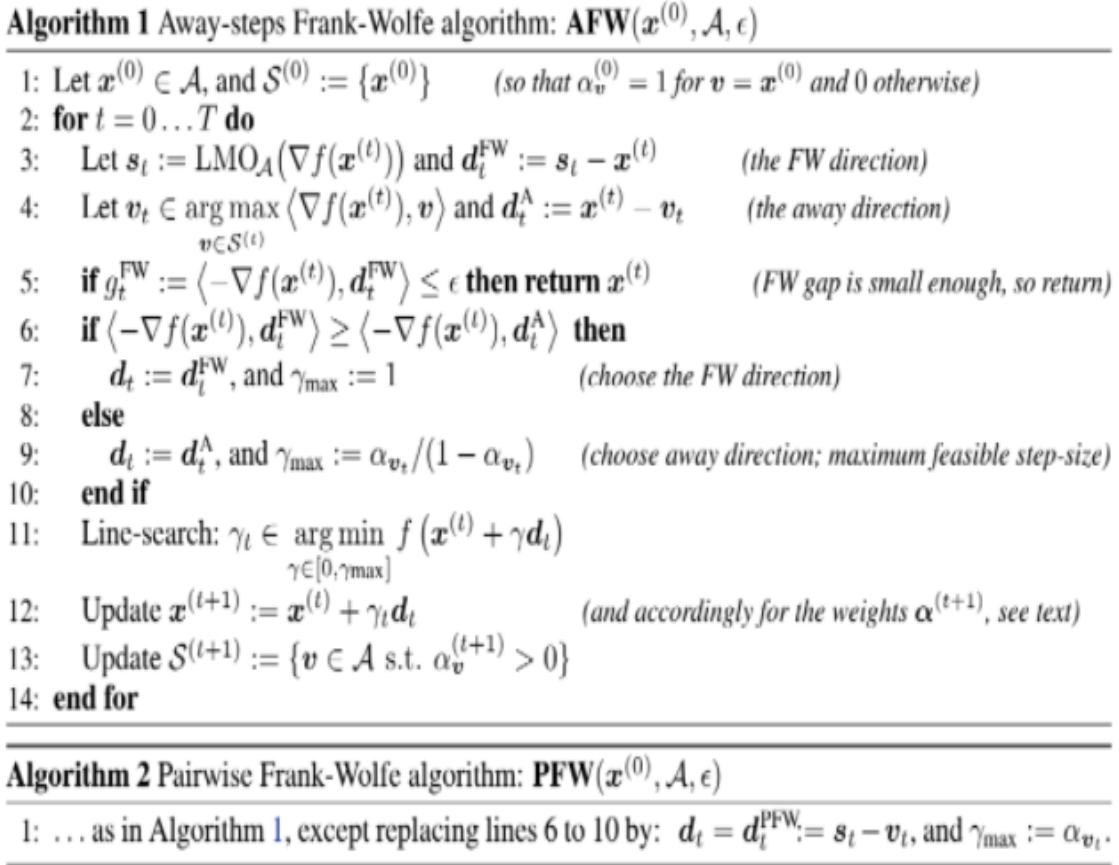 Algorithm 1 Away-steps Frank-Wolfe algorithm: AFW(x^{(0)}, 𝒜, ϵ)
1: Let x^{(0)} ∈ 𝒜, and 𝒮^{(0)} := {x^{(0)}} (so that α_v^{(0)} = 1 for v = x^{(0)} and 0 otherwise)
2: for t = 0…T do
3: Let s_t := LMO_𝒜(∇f(x^{(t)})) and d_t^{FW} := s_t − x^{(t)} (the FW direction)
4: Let v_t ∈ arg max_{v∈𝒮^{(t)}} ⟨∇f(x^{(t)}), v⟩ and d_t^A := x^{(t)} − v_t (the away direction)
5: if g_t^{FW} := ⟨−∇f(x^{(t)}), d_t^{FW}⟩ ≤ ϵ then return x^{(t)} (FW gap is small enough, so return)
6: if ⟨−∇f(x^{(t)}), d_t^{FW}⟩ ≥ ⟨−∇f(x^{(t)}), d_t^A⟩ then
7: d_t := d_t^{FW}, and γ_max := 1 (choose the FW direction)
8: else
9: d_t := d_t^A, and γ_max := α_{v_t}/(1 − α_{v_t}) (choose away direction; maximum feasible step-size)
10: end if
11: Line-search: γ_t ∈ arg min_{γ∈[0,γ_max]} f(x^{(t)} + γd_t)
12: Update x^{(t+1)} := x^{(t)} + γ_t d_t (and accordingly for the weights α^{(t+1)}, see text)
13: Update 𝒮^{(t+1)} := {v ∈ 𝒜 s.t. α_v^{(t+1)} > 0}
14: end for
Algorithm 2 Pairwise Frank-Wolfe algorithm: PFW(x^{(0)}, 𝒜, ϵ)
1: … as in Algorithm 1, except replacing lines 6 to 10 by: d_t = d_t^{PFW} := s_t − v_t, and γ_max := α_{v_t}.